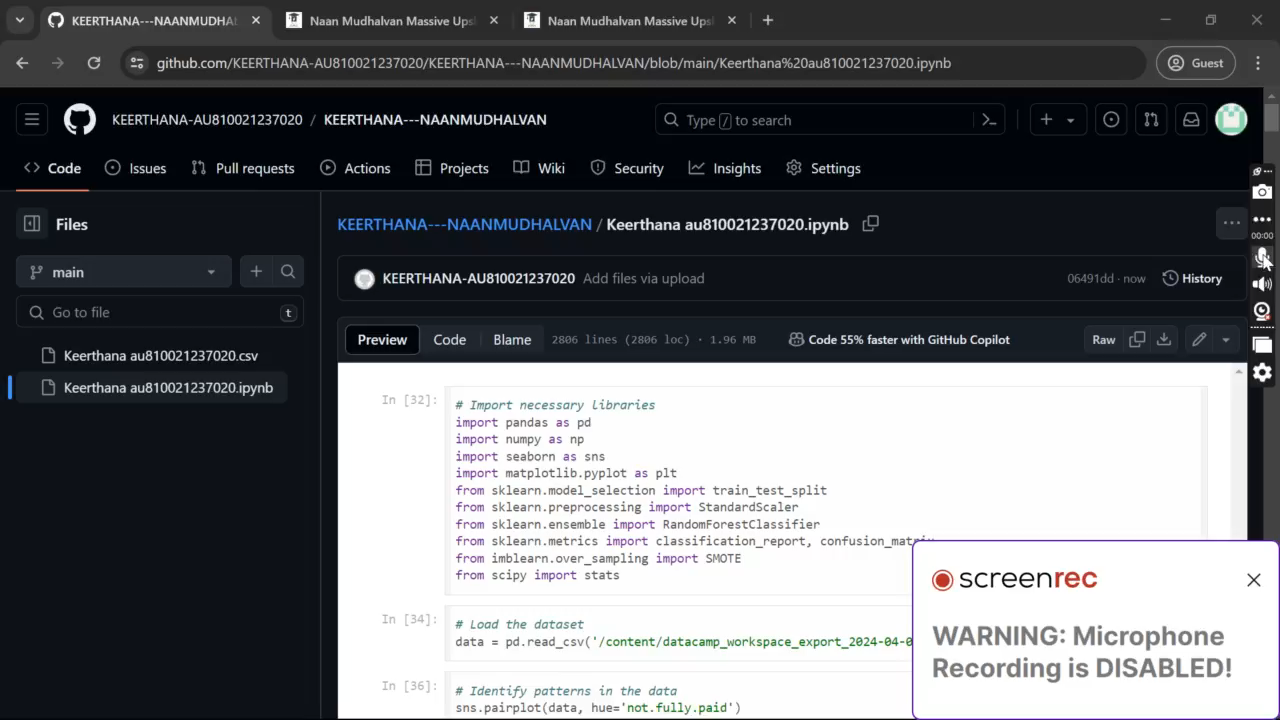 KEERTHANA---NAANMUDHA
Naan Mudhalvan Massive Ups
Naan Mudhalvan Massive Ups
github.com/KEERTHANA-AU810021237020/KEERTHANA---NAANMUDHALVAN/blob/main/Keerthana%20au810021237020.ipynb
Guest
KEERTHANA-AU810021237020 / KEERTHANA---NAANMUDHALVAN
Type / to search
Code
Issues
Pull requests
Actions
Projects
Wiki
Security
Insights
Settings
00:00
Files
main
Go to file
t
Keerthana au810021237020.csv
Keerthana au810021237020.ipynb
KEERTHANA---NAANMUDHALVAN / Keerthana au810021237020.ipynb
KEERTHANA-AU810021237020 Add files via upload
06491dd · now
History
Preview
Code
Blame
2806 lines (2806 loc) · 1.96 MB
Code 55% faster with GitHub Copilot
Raw
In [32]:
# Import necessary libraries
import pandas as pd
import numpy as np
import seaborn as sns
import matplotlib.pyplot as plt
from sklearn.model_selection import train_test_split
from sklearn.preprocessing import StandardScaler
from sklearn.ensemble import RandomForestClassifier
from sklearn.metrics import classification_report, confusion_matrix
from imblearn.over_sampling import SMOTE
from scipy import stats
In [34]:
# Load the dataset
data = pd.read_csv('/content/datacamp_workspace_export_2024-04-0
In [36]:
# Identify patterns in the data
sns.pairplot(data, hue='not.fully.paid')
screenrec
WARNING: Microphone
Recording is DISABLED!